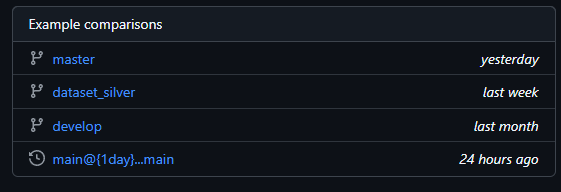 Example comparisons
master yesterday
dataset_silver last week
develop last month
main@{1day}...main 24 hours ago